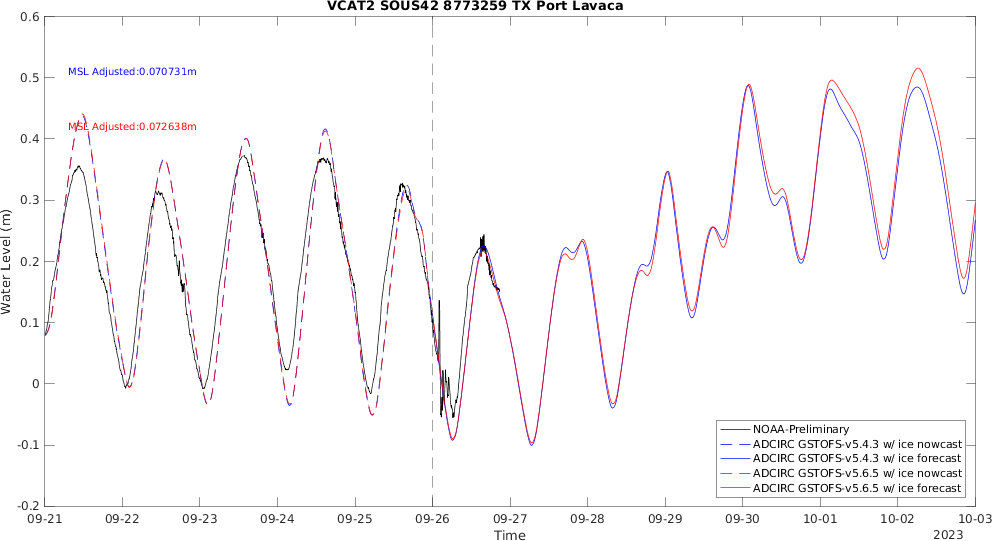 VCAT2 SOUS42 8773259 TX Port Lavaca
0.6
0.5
0.4
0.3
0.2
0.1
0
-0.1
-0.2
Water Level (m)
MSL Adjusted:0.070731m
MSL Adjusted:0.072638m
NOAA-Preliminary
ADCIRC GSTOFS-v5.4.3 w/ ice nowcast
ADCIRC GSTOFS-v5.4.3 w/ ice forecast
ADCIRC GSTOFS-v5.6.5 w/ ice nowcast
ADCIRC GSTOFS-v5.6.5 w/ ice forecast
09-21 09-22 09-23 09-24 09-25 09-26 09-27 09-28 09-29 09-30 10-01 10-02 10-03
Time
2023